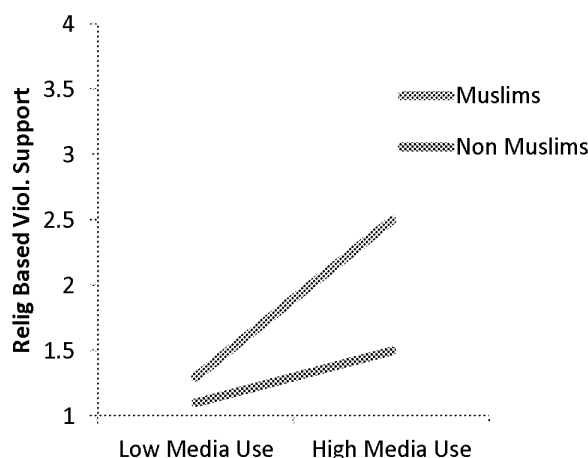 4
3.5
3
2.5
2
1.5
1
Relig Based Viol. Support
Muslims
Non Muslims
Low Media Use
High Media Use